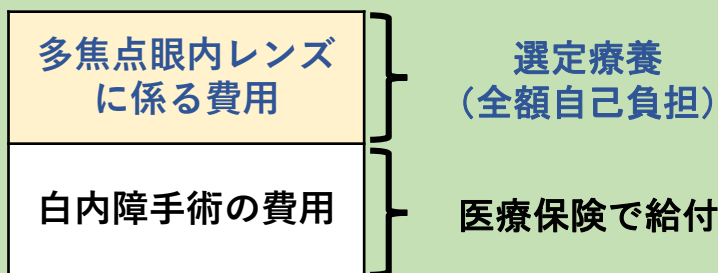 多焦点眼内レンズ
に係る費用
選定療養
（全額自己負担）
白内障手術の費用
医療保険で給付